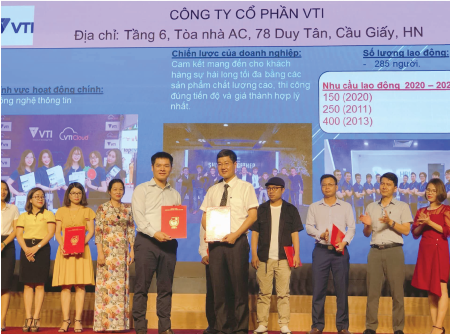 VTI
CÔNG TY CỔ PHẦN VTI
Địa chỉ: Tầng 6, Tòa nhà AC, 78 Duy Tân, Cầu Giấy, HN
nh vực hoạt động chính:
ông nghệ thông tin
Chiến lược của doanh nghiệp:
Cam kết mang đến cho khách
hàng sự hài lòng tối đa bằng các
sản phẩm chất lượng cao, thi công
đúng tiến độ và giá thành hợp lý
nhất.
Số lượng lao động:
- 285 người.
Nhu cầu lao động 2020 – 202
150 (2020)
250 (2011)
400 (2013)
VTI
VTICloud